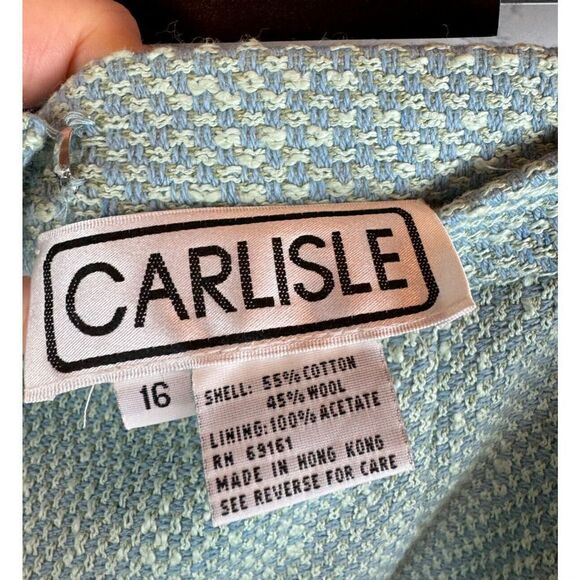 CARLISLE
16
SHELL: 55% COTTON
45% WOOL
LINING: 100% ACETATE
RN 69161
MADE IN HONG KONG
SEE REVERSE FOR CARE